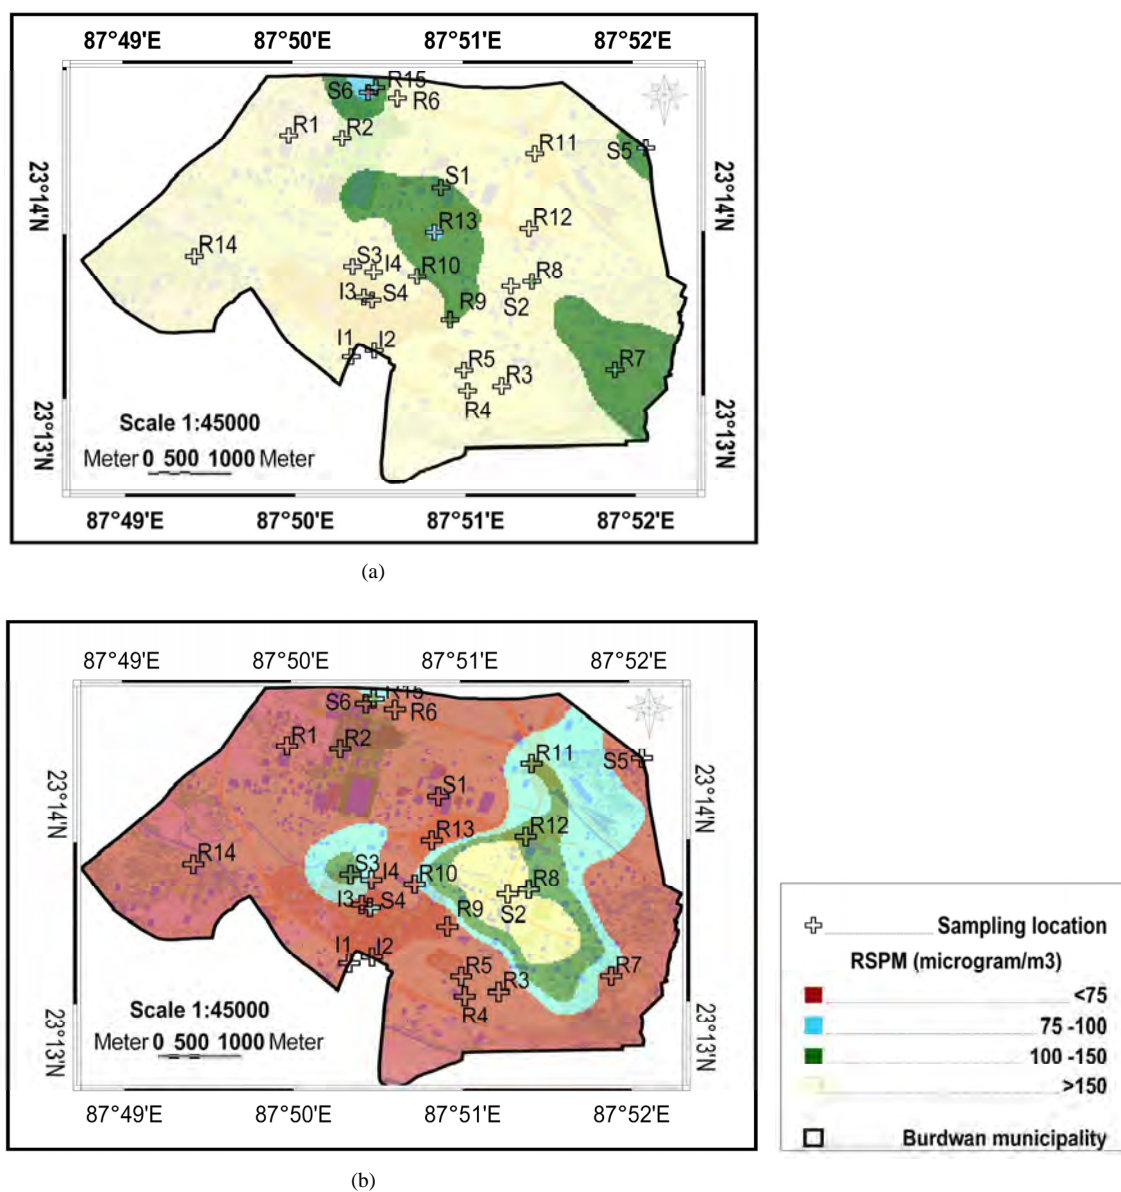 87°49'E 87°50'E 87°51'E 87°52'E
S6 R15
R6
R1 R2
R11
S5
S1
R13 R12
R14
S3 I4 R10 R8
I3 S4 S2
R9
I1 I2
R5 R3 R7
R4
23°14'N 23°14'N
23°13'N 23°13'N
Scale 1:45000
Meter 0 500 1000 Meter
87°49'E 87°50'E 87°51'E 87°52'E
(a)
87°49'E 87°50'E 87°51'E 87°52'E
S6 R15
R6
R1 R2
R11 S5
S1
R13 R12
R14
S3 I4 R10 R8
I3 S4 S2
R9
I1 I2
R5 R3 R7
R4
23°14'N 23°14'N
23°13'N 23°13'N
Scale 1:45000
Meter 0 500 1000 Meter
87°49'E 87°50'E 87°51'E 87°52'E
(b)
Sampling location
RSPM (microgram/m3)
<75
75 -100
100 -150
>150
Burdwan municipality